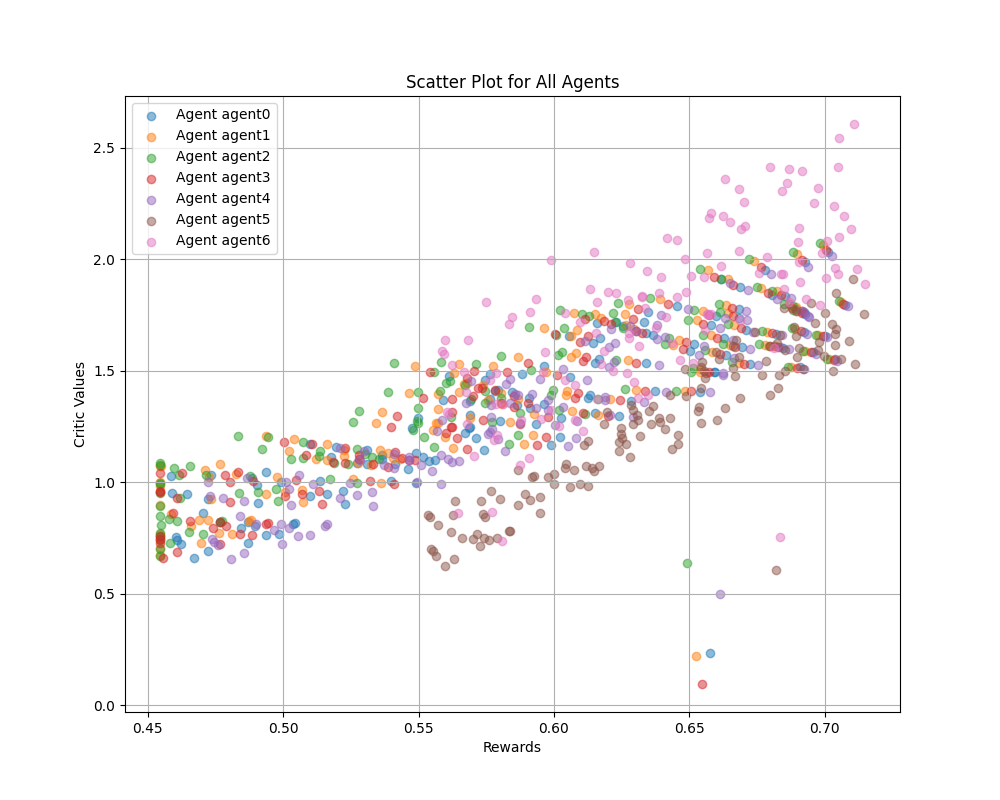 Scatter Plot for All Agents
Agent agent0
Agent agent1
Agent agent2
Agent agent3
Agent agent4
Agent agent5
Agent agent6
2.5
2.0
1.5
1.0
0.5
0.0
Critic Values
0.45 0.50 0.55 0.60 0.65 0.70
Rewards